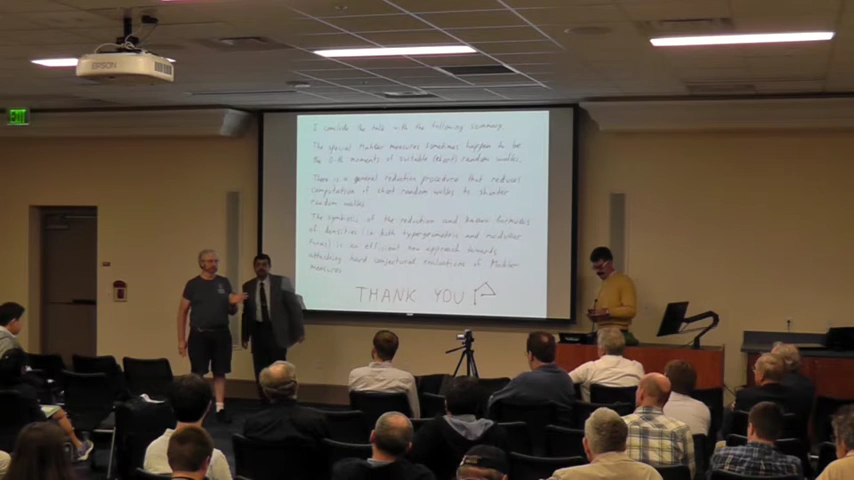 EPSON
EXIT
I conclude the talk with the following summary.
The special Mahler measures sometimes happen to be
the 0-th moments of suitable (short) random walks.
There is a general reduction procedure that reduces
computation of short random walks to shorter
random walks.
The synthesis of the reduction and known formulas
of densities (in both hypergeometric and modular
forms) is an efficient new approach towards
attacking hard conjectural evaluations of Mahler
measures
THANK YOU